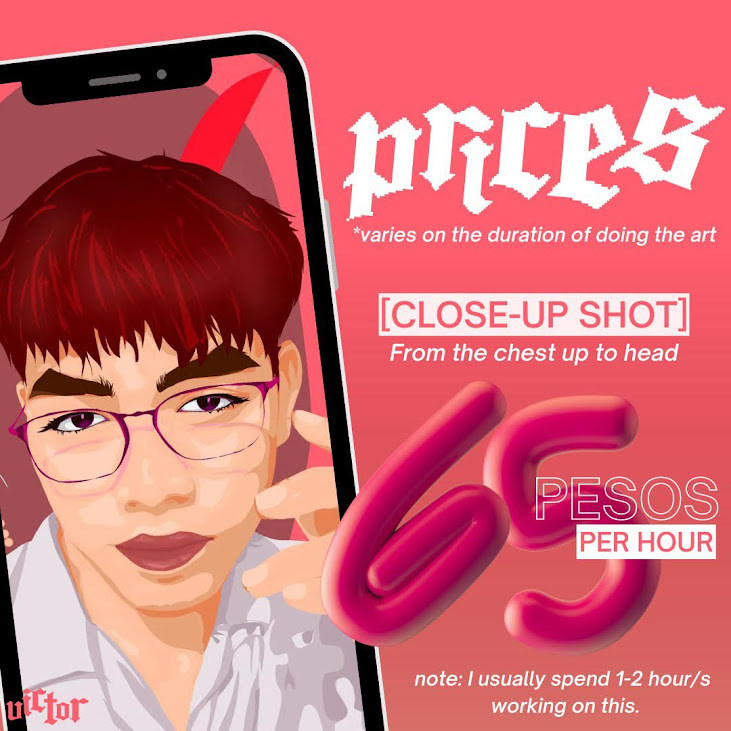 prices
*varies on the duration of doing the art
[CLOSE-UP SHOT]
From the chest up to head
65
PESOS
PER HOUR
note: I usually spend 1-2 hour/s
working on this.
victor